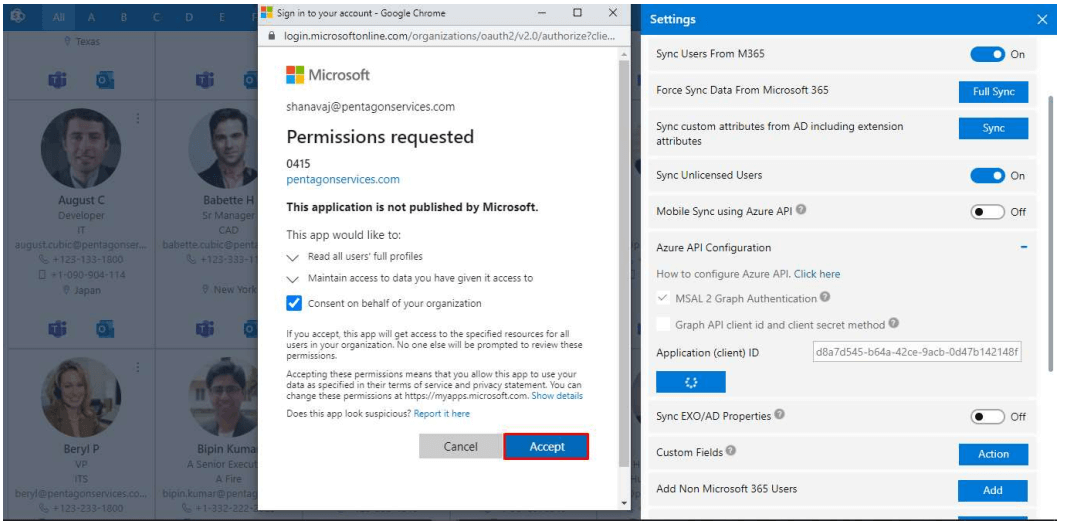 All A B C D E
Texas
August C
Developer
IT
august.cubic@pentagonser...
+123-133-1800
+1-090-904-114
Japan
Babette H
Sr Manager
CAD
babette.cubic@pent
+123-333-1
New York
Beryl P
VP
ITS
beryl@pentagonservices.co...
+123-233-1800
Bipin Kuma
A Senior Execut
A Fire
bipin.kumar@pentag
+1-332-222-2
Sign in to your account - Google Chrome
login.microsoftonline.com/organizations/oauth2/v2.0/authorize?clie...
Microsoft
shanavaj@pentagonservices.com
Permissions requested
0415
pentagonservices.com
This application is not published by Microsoft.
This app would like to:
Read all users' full profiles
Maintain access to data you have given it access to
Consent on behalf of your organization
If you accept, this app will get access to the specified resources for all
users in your organization. No one else will be prompted to review these
permissions.
Accepting these permissions means that you allow this app to use your
data as specified in their terms of service and privacy statement. You can
change these permissions at https://myapps.microsoft.com. Show details
Does this app look suspicious? Report it here
Cancel Accept
Settings
Sync Users From M365 On
Force Sync Data From Microsoft 365 Full Sync
Sync custom attributes from AD including extension
attributes
Sync
Sync Unlicensed Users On
Mobile Sync using Azure API Off
Azure API Configuration
How to configure Azure API. Click here
MSAL 2 Graph Authentication
Graph API client id and client secret method
Application (client) ID d8a7d545-b64a-42ce-9acb-0d47b142148f
Sync EXO/AD Properties Off
Custom Fields Action
Add Non Microsoft 365 Users Add